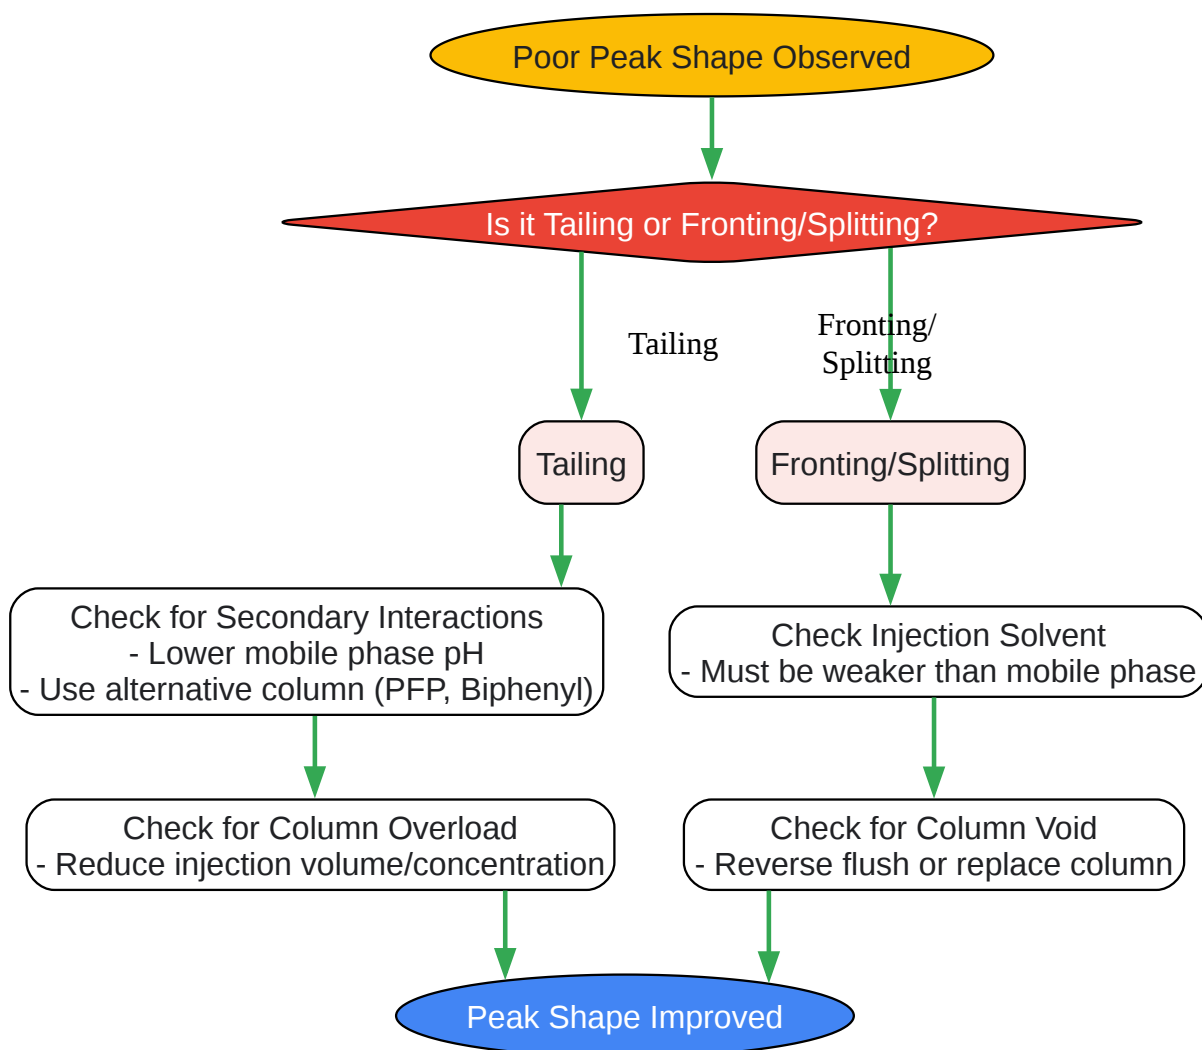 Poor Peak Shape Observed
Is it Tailing or Fronting/Splitting?
Tailing
Fronting/
Splitting
Tailing
Fronting/Splitting
Check for Secondary Interactions
- Lower mobile phase pH
- Use alternative column (PFP, Biphenyl)
Check Injection Solvent
- Must be weaker than mobile phase
Check for Column Overload
- Reduce injection volume/concentration
Check for Column Void
- Reverse flush or replace column
Peak Shape Improved